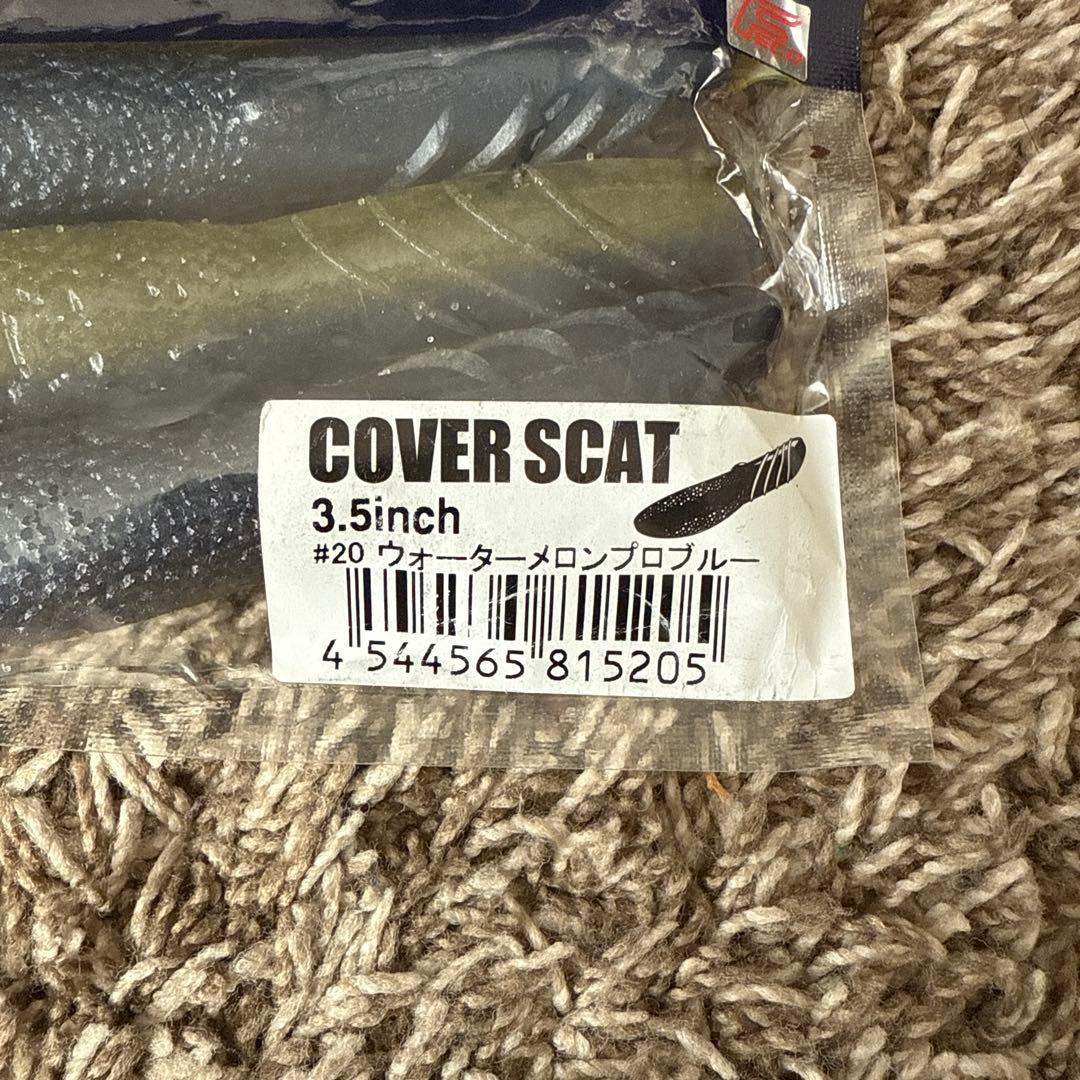 COVER SCAT
3.5inch
#20 ウォーターメロンプロブルー
4 544565 815205